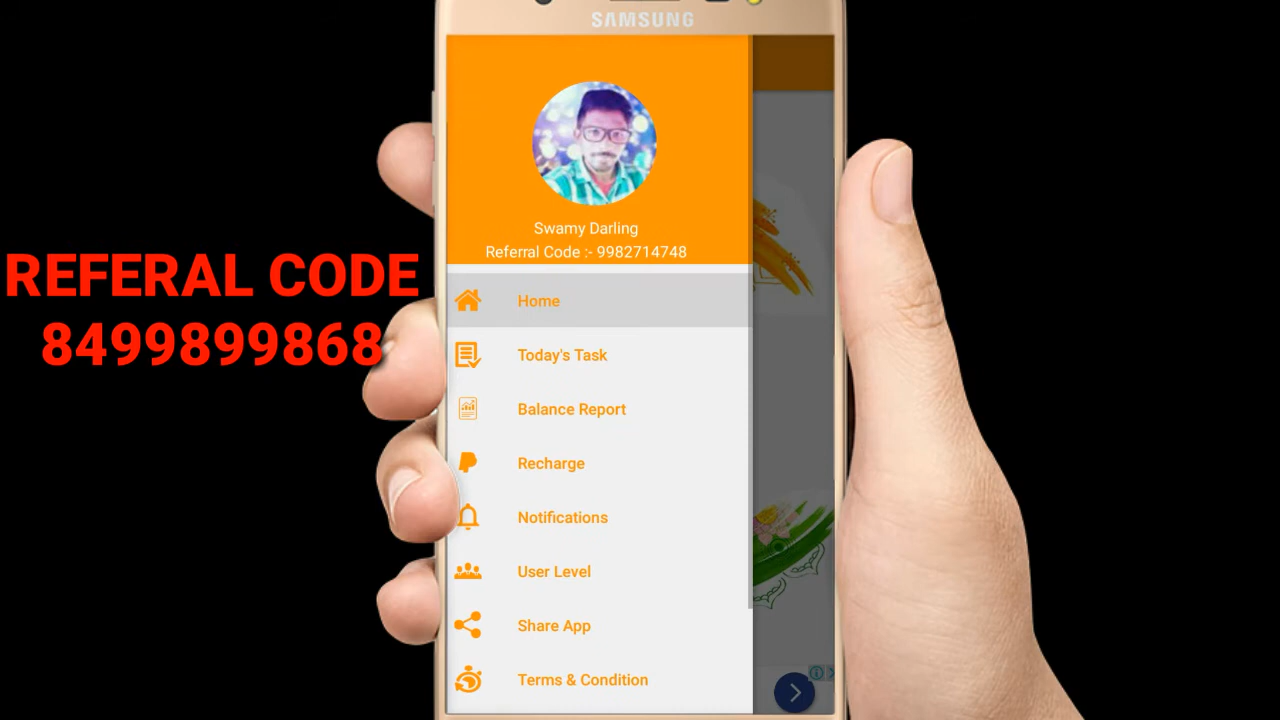 SAMSUNG
Swamy Darling
Referral Code :- 9982714748
REFERAL CODE
8499899868
Home
Today's Task
Balance Report
Recharge
Notifications
User Level
Share App
Terms & Condition